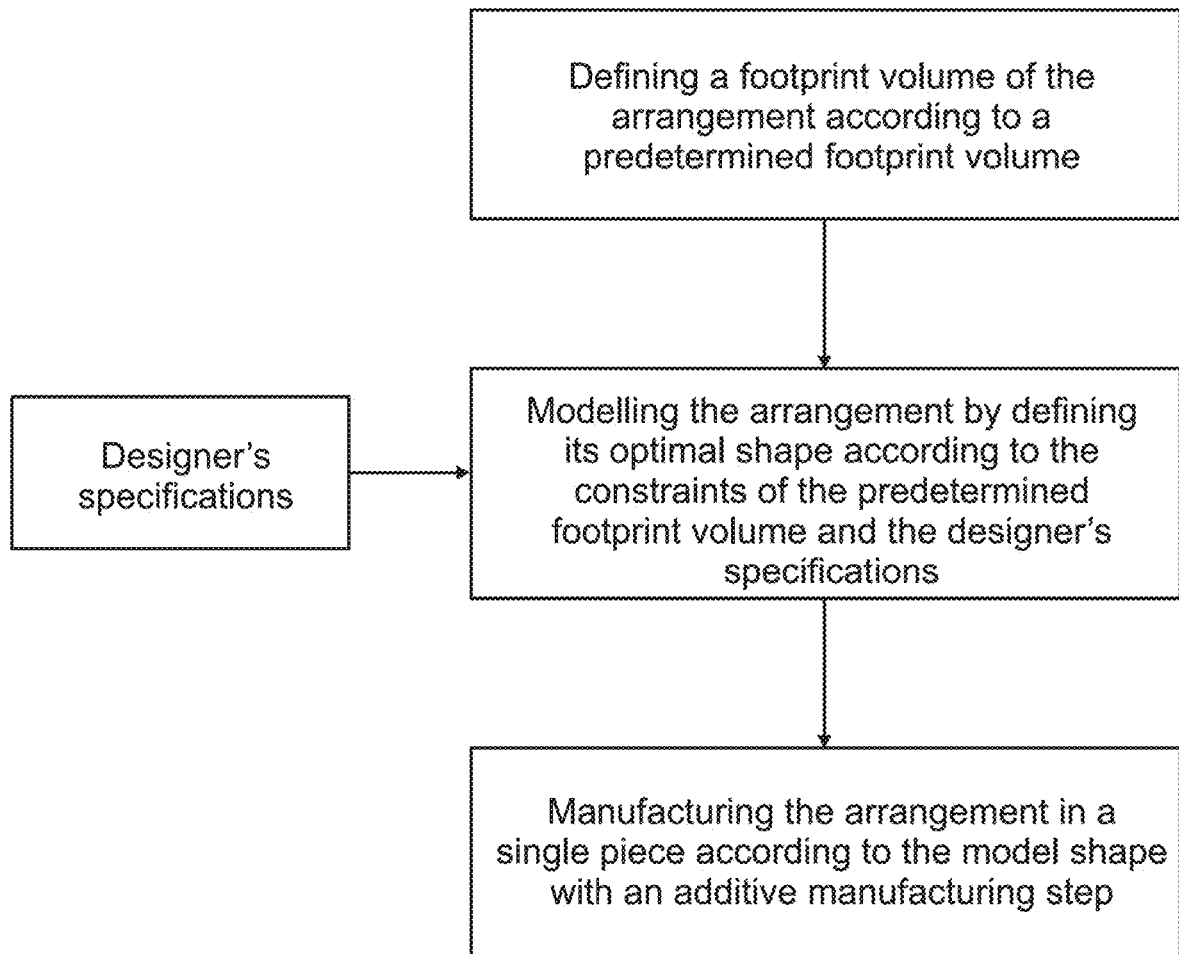 Defining a footprint volume of the
arrangement according to a
predetermined footprint volume
Designer's
specifications
Modelling the arrangement by defining
its optimal shape according to the
constraints of the predetermined
footprint volume and the designer's
specifications
Manufacturing the arrangement in a
single piece according to the model shape
with an additive manufacturing step